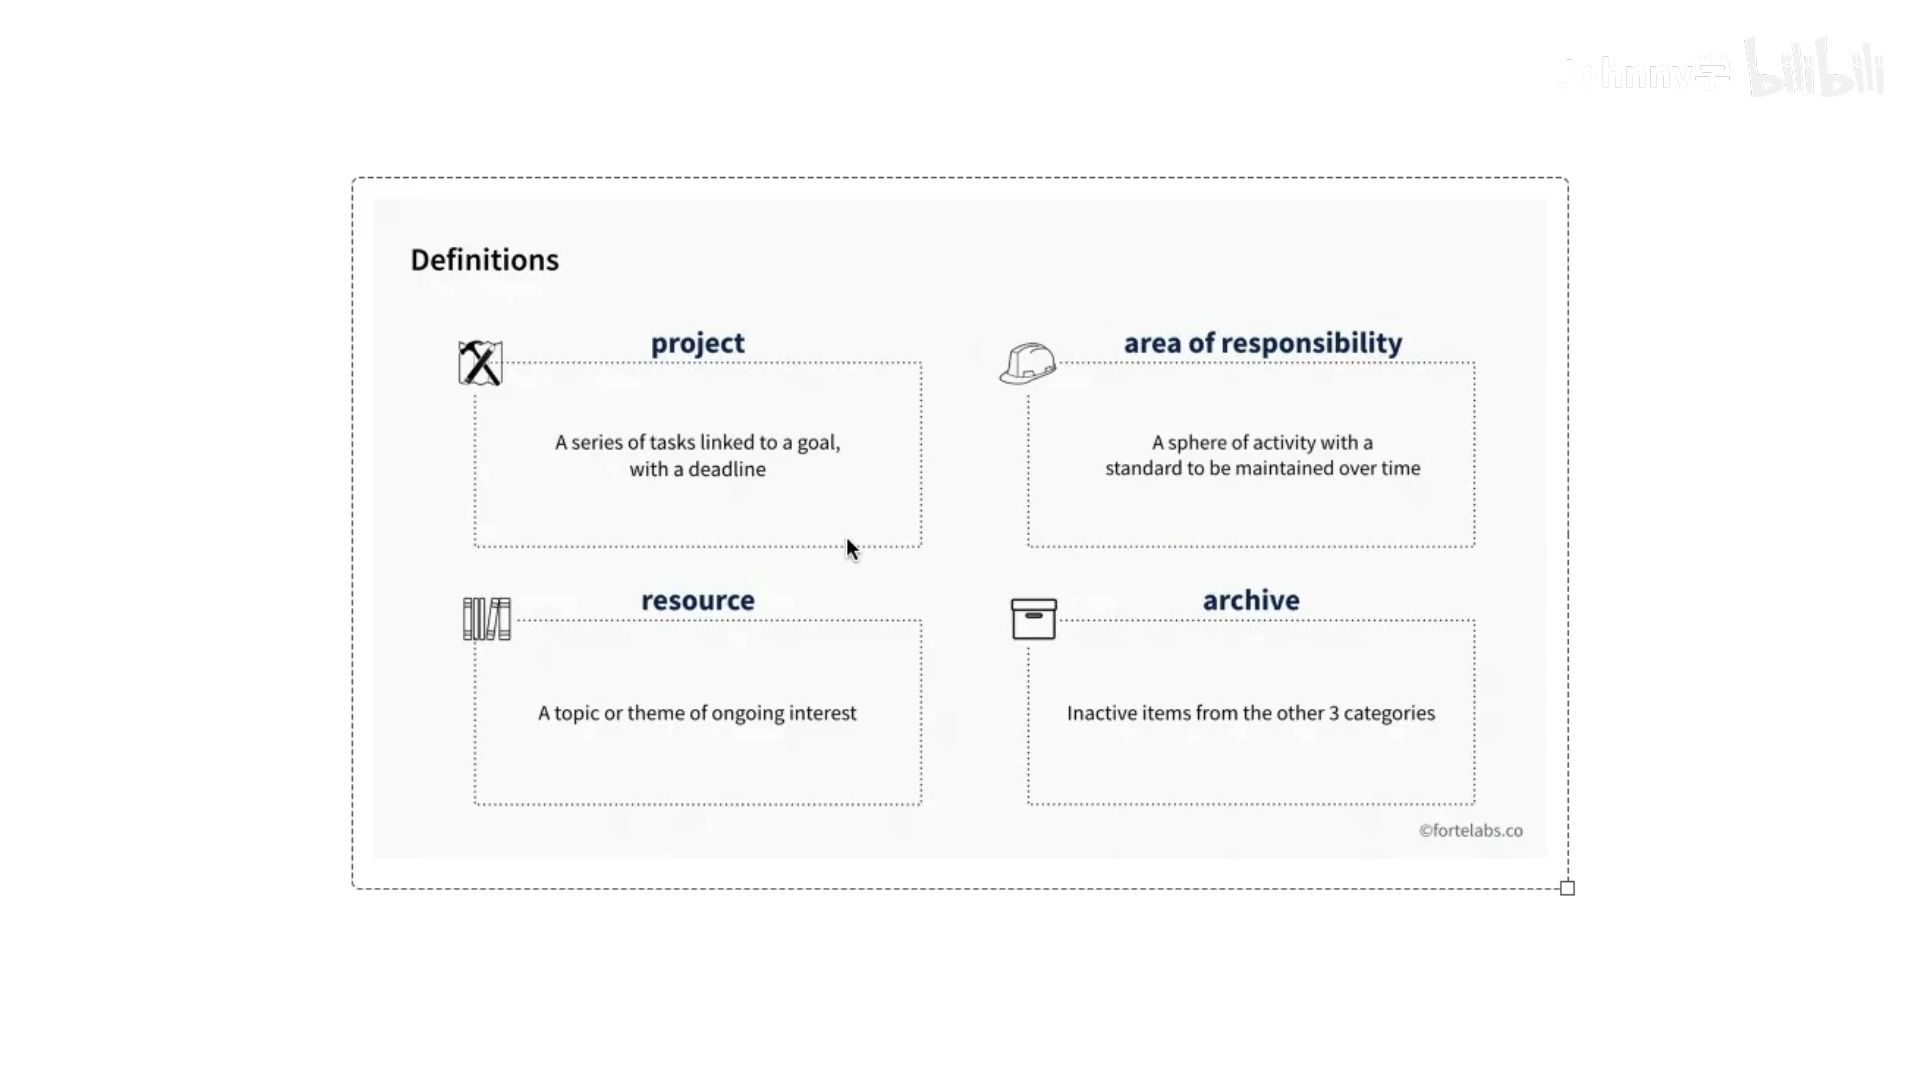 Johnny学 bilibili
Definitions
project
A series of tasks linked to a goal,
with a deadline
area of responsibility
A sphere of activity with a
standard to be maintained over time
resource
A topic or theme of ongoing interest
archive
Inactive items from the other 3 categories
©fortelabs.co